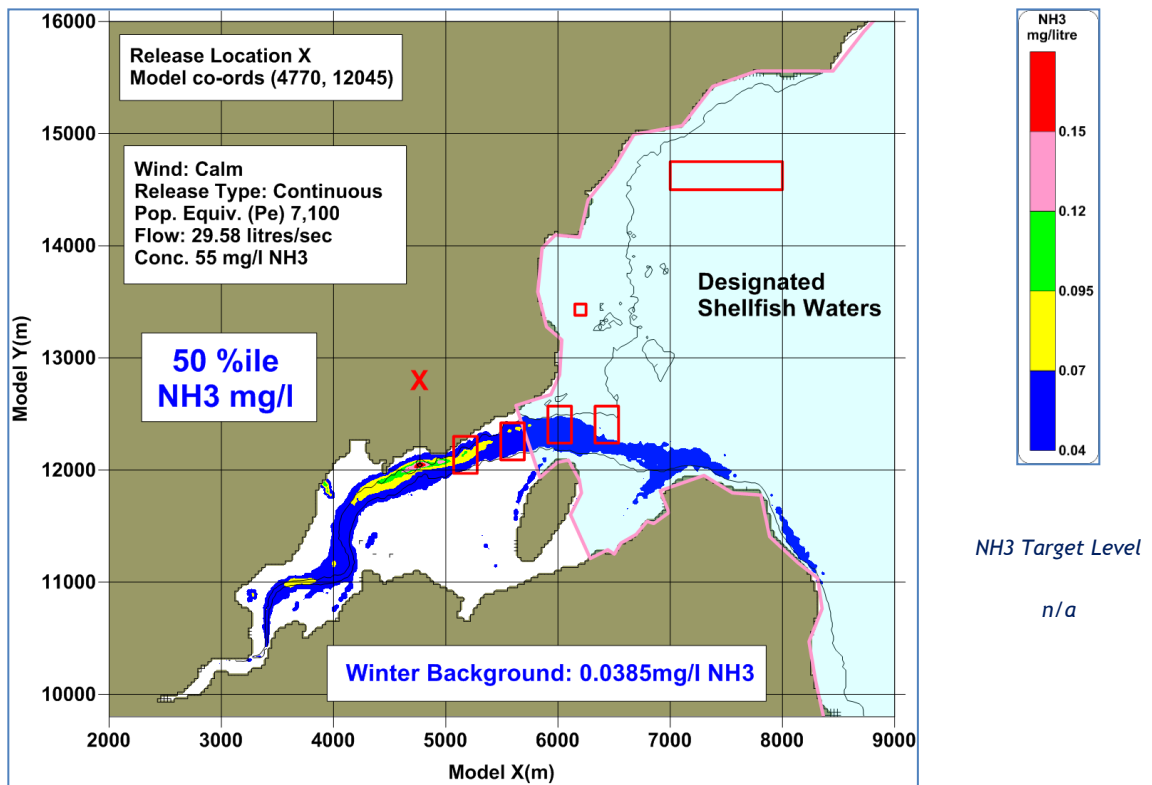 Release Location X
Model co-ords (4770, 12045)
Wind: Calm
Release Type: Continuous
Pop. Equiv. (Pe) 7,100
Flow: 29.58 litres/sec
Conc. 55 mg/l NH3
50 %ile
NH3 mg/l
X
Designated
Shellfish Waters
Winter Background: 0.0385mg/l NH3
Model Y(m)
16000
15000
14000
13000
12000
11000
10000
2000 3000 4000 5000 6000 7000 8000 9000
Model X(m)
NH3
mg/litre
0.15
0.12
0.095
0.07
0.04
NH3 Target Level
n/a